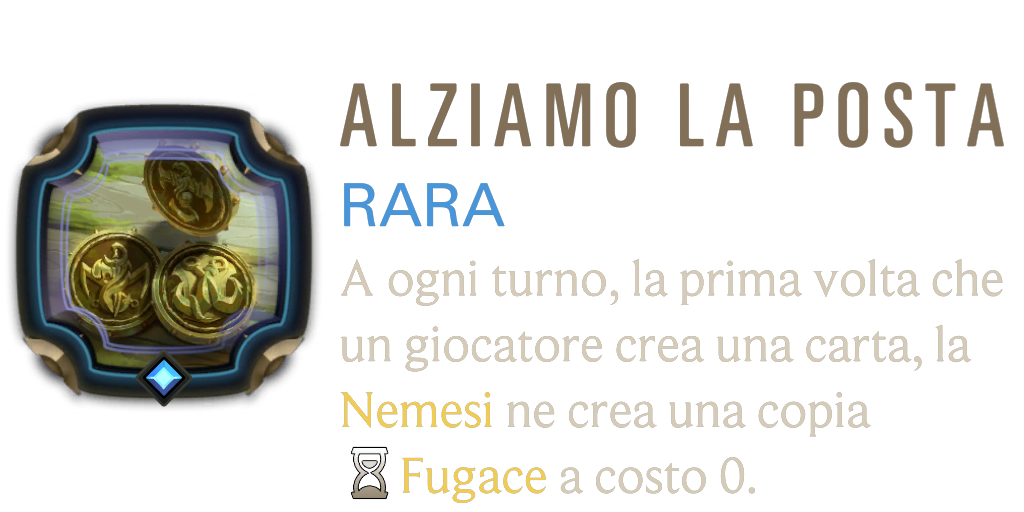 ALZIAMO LA POSTA
RARA
A ogni turno, la prima volta che
un giocatore crea una carta, la
Nemesi ne crea una copia
Fugace a costo 0.